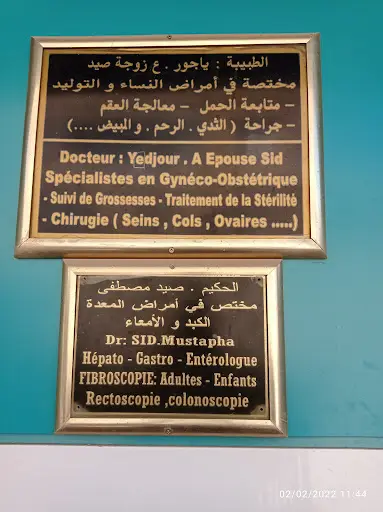 الطبيبة : ياجور . ع زوجة صيد
مختصة في أمراض النساء و التوليد
– متابعة الحمل – معالجة العقم
– جراحة ( الثدي . الرحم . و المبيض ....)
Docteur : Yedjour . A Epouse Sid
Spécialistes en Gynéco-Obstétrique
- Suivi de Grossesses - Traitement de la Stérilité
- Chirugie ( Seins , Cols , Ovaires .....)
الحكيم . صيد مصطفى
مختص في أمراض المعدة
الكبد و الأمعاء
Dr: SID.Mustapha
Hépato - Gastro - Entérologue
FIBROSCOPIE: Adultes - Enfants
Rectoscopie ,colonoscopie
02/02/2022 11:44